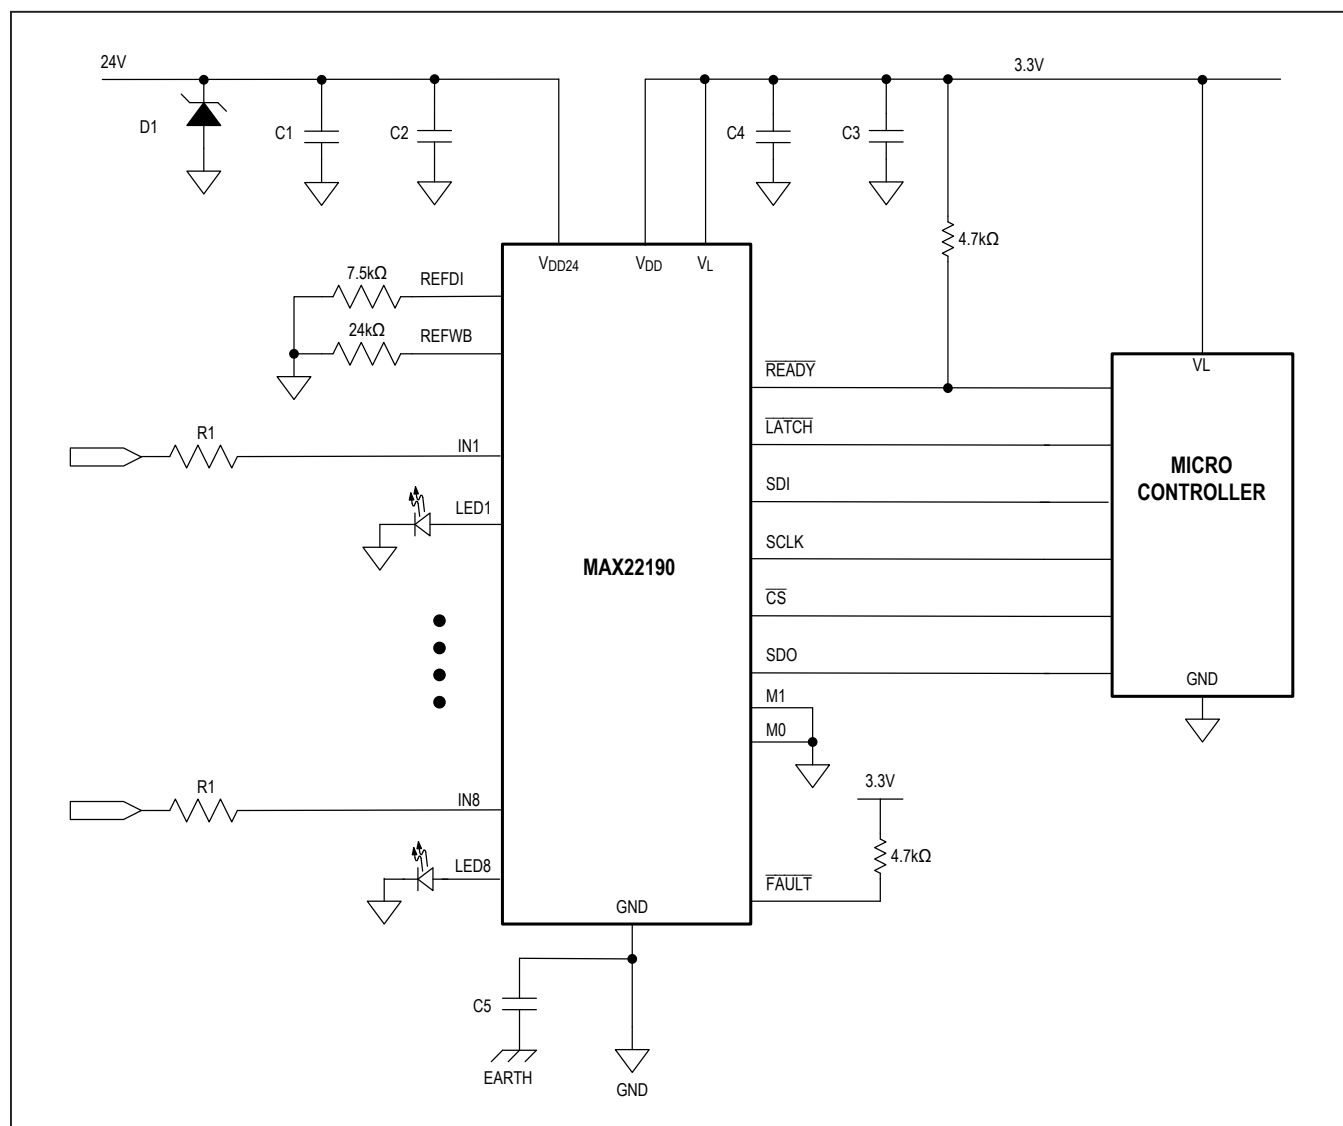 24V
3.3V
D1
C1
C2
C4
C3
4.7kΩ
VDD24
VDD
VL
7.5kΩ
REFDI
24kΩ
REFWB
READY
VL
R1
IN1
LATCH
MICRO
CONTROLLER
SDI
LED1
SCLK
MAX22190
CS
SDO
GND
M1
M0
3.3V
R1
IN8
4.7kΩ
LED8
FAULT
GND
C5
EARTH
GND